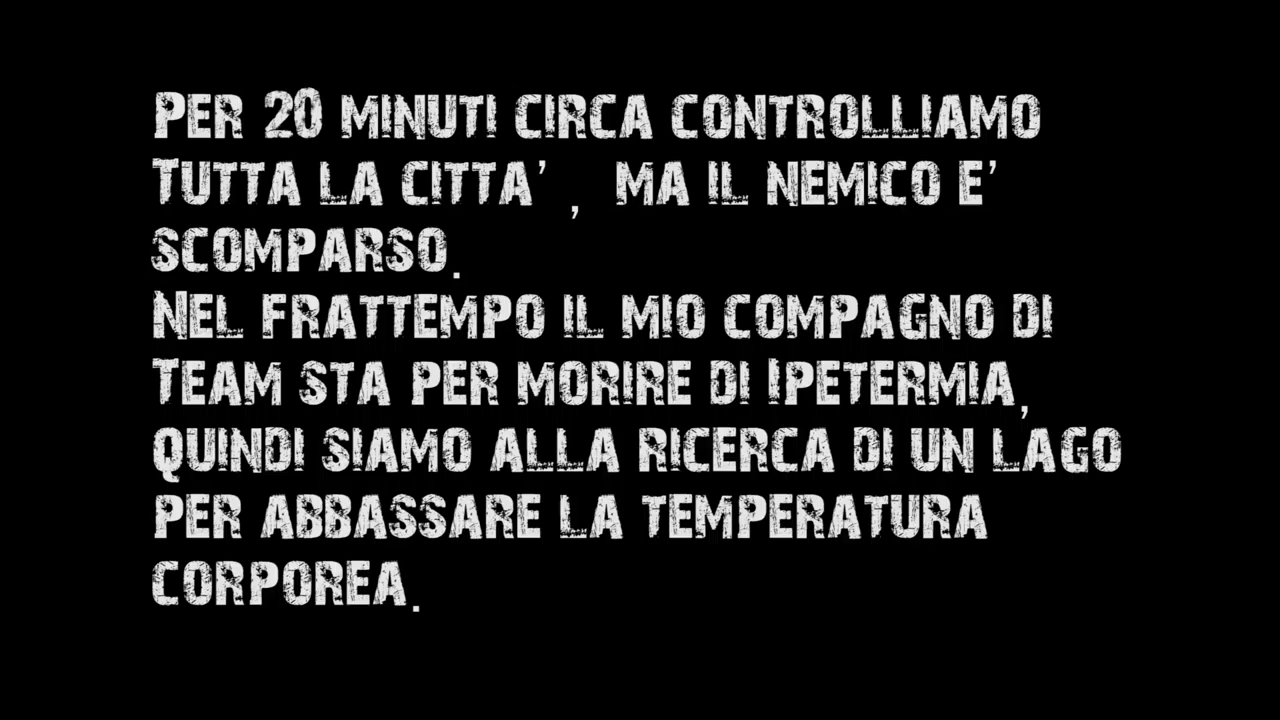 Per 20 minuti circa controlliamo
Tutta la citta', ma il nemico e'
scomparso.
Nel frattempo il mio compagno di
Team sta per morire di Ipetermia,
quindi siamo alla ricerca di un lago
per abbassare la temperatura
corporea.